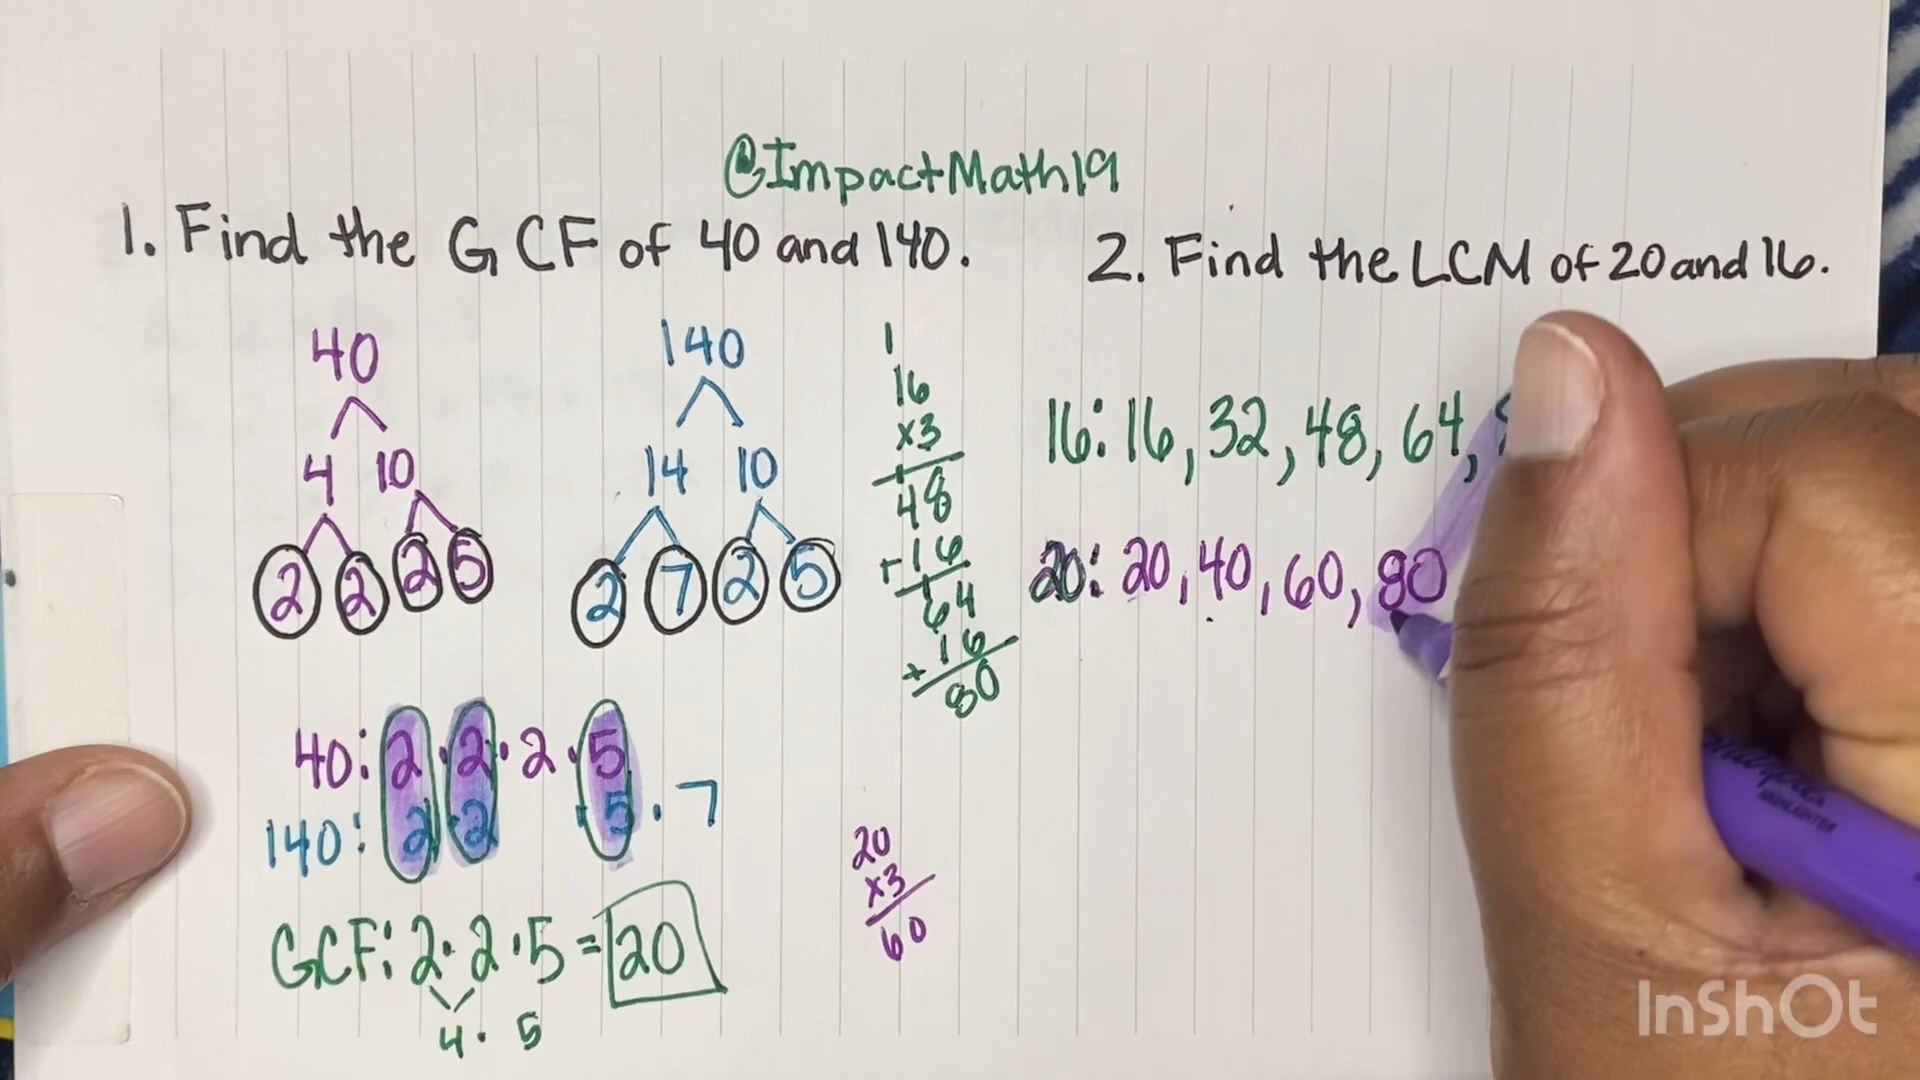 @ImpactMath19
1. Find the GCF of 40 and 140.
40
4 10
2 2 2 5
140
14 10
2 7 2 5
40: 2 · 2 · 2 · 5
140: 2 · 2 · 5 · 7
GCF: 2 · 2 · 5 = 20
4 · 5
1
16
x3
48
+16
64
+16
80
20
x3
60
2. Find the LCM of 20 and 16.
16: 16, 32, 48, 64,
20: 20, 40, 60, 80
HIGHLIGHTER
InShOt